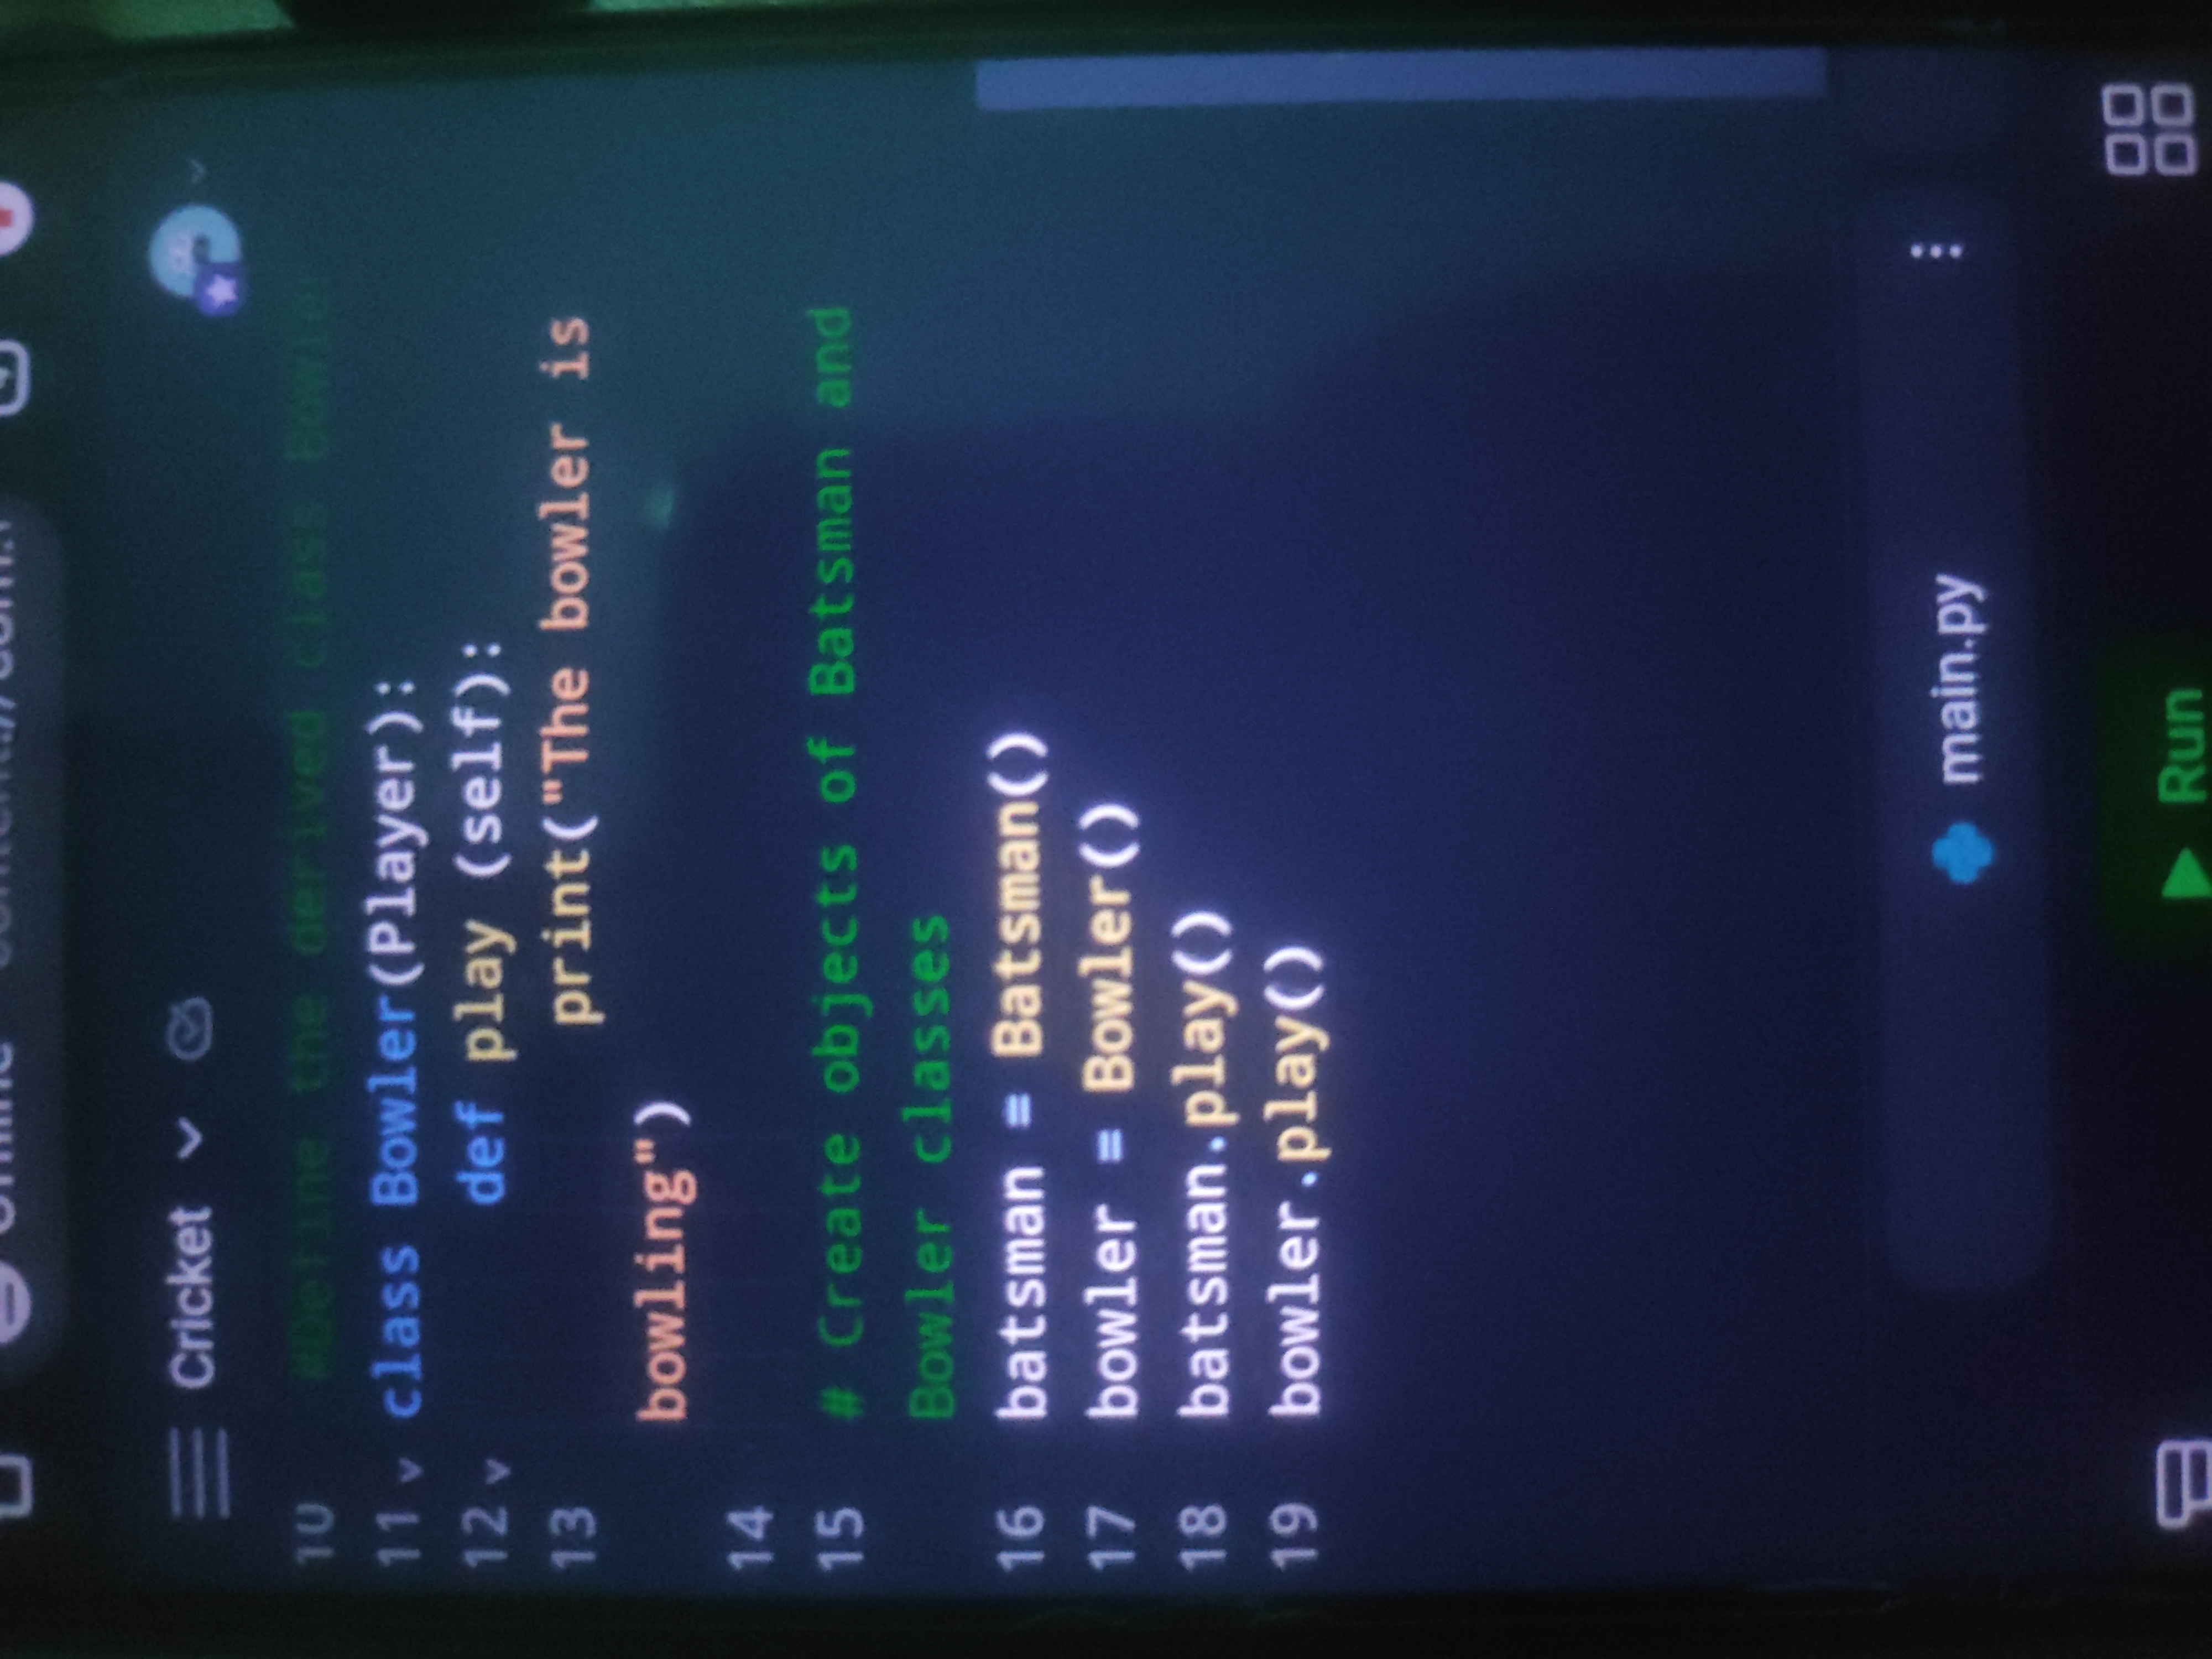 Offline
Cricket
10 #Define the derived class Bowler
11 class Bowler(Player):
12 def play (self):
13 print("The bowler is
bowling")
14
15 # Create objects of Batsman and
Bowler classes
16 batsman = Batsman()
17 bowler = Bowler()
18 batsman.play()
19 bowler.play()
main.py
Run